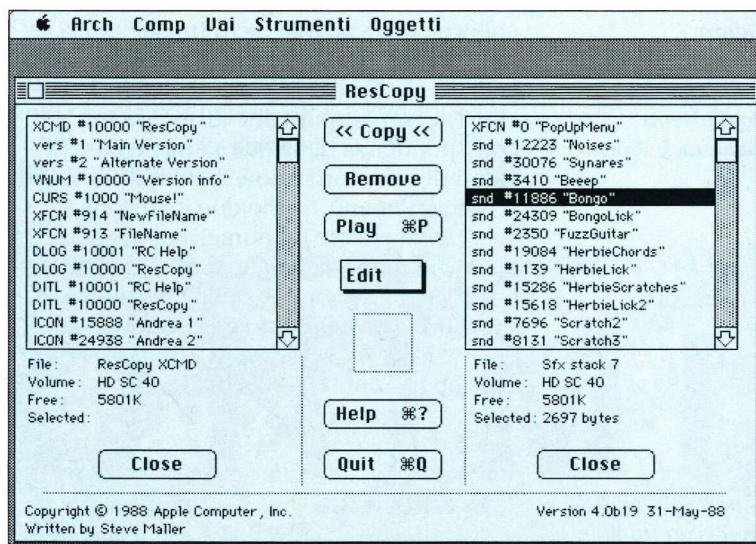 Arch Comp Vai Strumenti Oggetti
ResCopy
XCMD #10000 "ResCopy"
vers #1 "Main Version"
vers #2 "Alternate Version"
VNUM #10000 "Version info"
CURS #1000 "Mouse!"
XFCN #914 "NewFileName"
XFCN #913 "FileName"
DLOG #10001 "RC Help"
DLOG #10000 "ResCopy"
DITL #10001 "RC Help"
DITL #10000 "ResCopy"
ICON #15888 "Andrea 1"
ICON #24938 "Andrea 2"
File: ResCopy XCMD
Volume: HD SC 40
Free: 5801K
Selected:
Close
<< Copy <<
Remove
Play ⌘P
Edit
Help ⌘?
Quit ⌘Q
XFCN #0 "PopUpMenu"
snd #12223 "Noises"
snd #30076 "Synares"
snd #3410 "Beeep"
snd #11886 "Bongo"
snd #24309 "BongoLick"
snd #2350 "FuzzGuitar"
snd #19084 "HerbieChords"
snd #1139 "HerbieLick"
snd #15286 "HerbieScratches"
snd #15618 "HerbieLick2"
snd #7696 "Scratch2"
snd #8131 "Scratch3"
File: Sfx stack 7
Volume: HD SC 40
Free: 5801K
Selected: 2697 bytes
Close
Copyright © 1988 Apple Computer, Inc.
Written by Steve Maller
Version 4.0b19 31-May-88